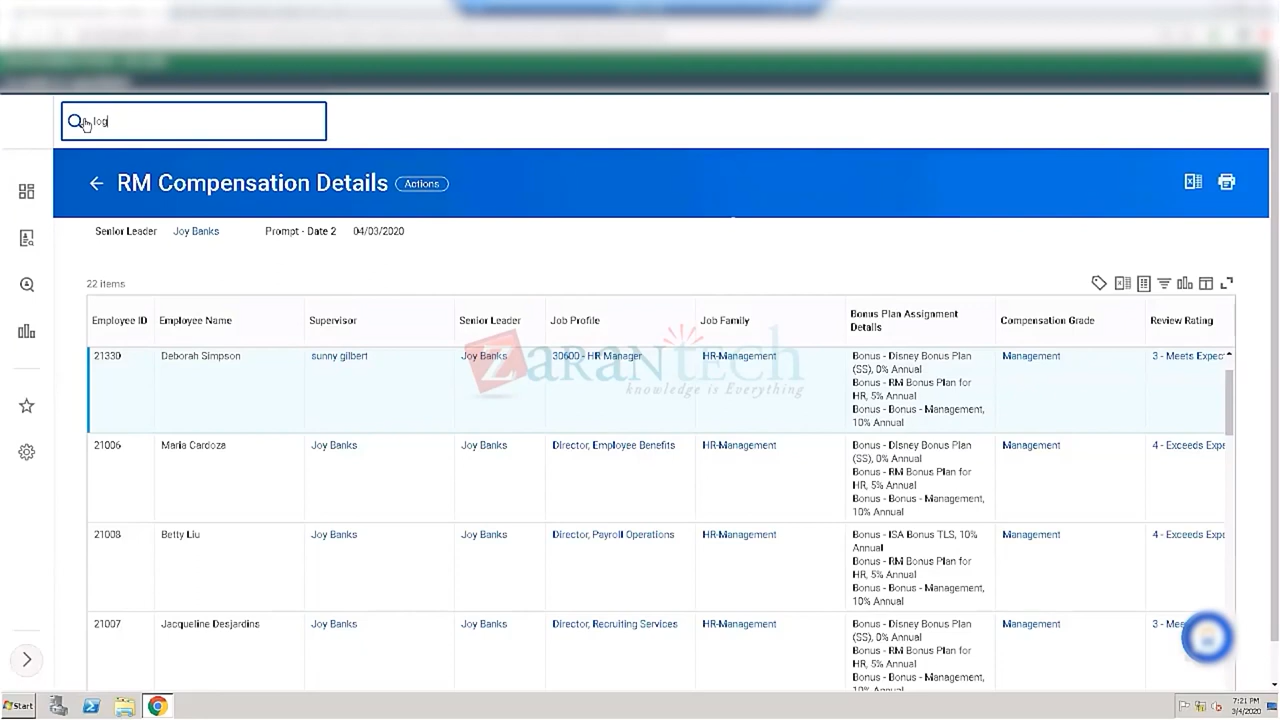 log
RM Compensation Details Actions
Senior Leader Joy Banks Prompt - Date 2 04/03/2020
22 items
Employee ID Employee Name Supervisor Senior Leader Job Profile Job Family Bonus Plan Assignment Details Compensation Grade Review Rating
21330 Deborah Simpson sunny gilbert Joy Banks 30600 - HR Manager HR-Management Bonus - Disney Bonus Plan Management 3 - Meets Expec
(SS), 0% Annual
Bonus - RM Bonus Plan for
HR, 5% Annual
Bonus - Bonus - Management,
10% Annual
21006 Maria Cardoza Joy Banks Joy Banks Director, Employee Benefits HR-Management Bonus - Disney Bonus Plan Management 4 - Exceeds Expe
(SS), 0% Annual
Bonus - RM Bonus Plan for
HR, 5% Annual
Bonus - Bonus - Management,
10% Annual
21008 Betty Liu Joy Banks Joy Banks Director, Payroll Operations HR-Management Bonus - ISA Bonus TLS, 10% Management 4 - Exceeds Expe
Annual
Bonus - RM Bonus Plan for
HR, 5% Annual
Bonus - Bonus - Management,
10% Annual
21007 Jacqueline Desjardins Joy Banks Joy Banks Director, Recruiting Services HR-Management Bonus - Disney Bonus Plan Management 3 - Mee
(SS), 0% Annual
Bonus - RM Bonus Plan for
HR, 5% Annual
Bonus - Bonus - Management,
10% Annual
zarantech
knowledge is Everything
Start
7:21 PM
3/4/2020